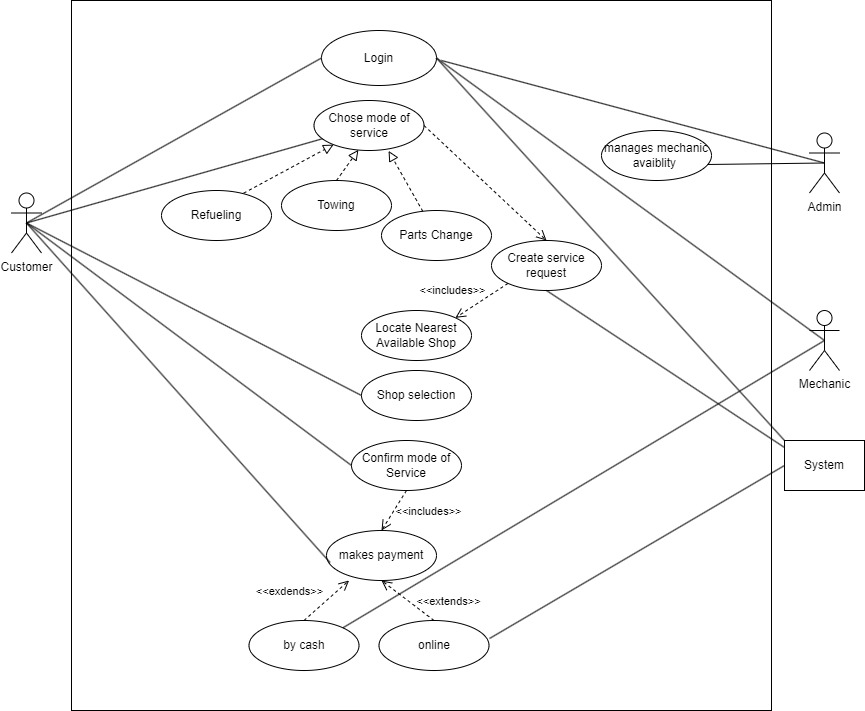 Login
Chose mode of
service
manages mechanic
avaiblity
Admin
Refueling
Towing
Parts Change
Customer
Create service
request
<<includes>>
Locate Nearest
Available Shop
Mechanic
Shop selection
Confirm mode of
Service
System
<<includes>>
makes payment
<<exdends>>
<<extends>>
by cash
online